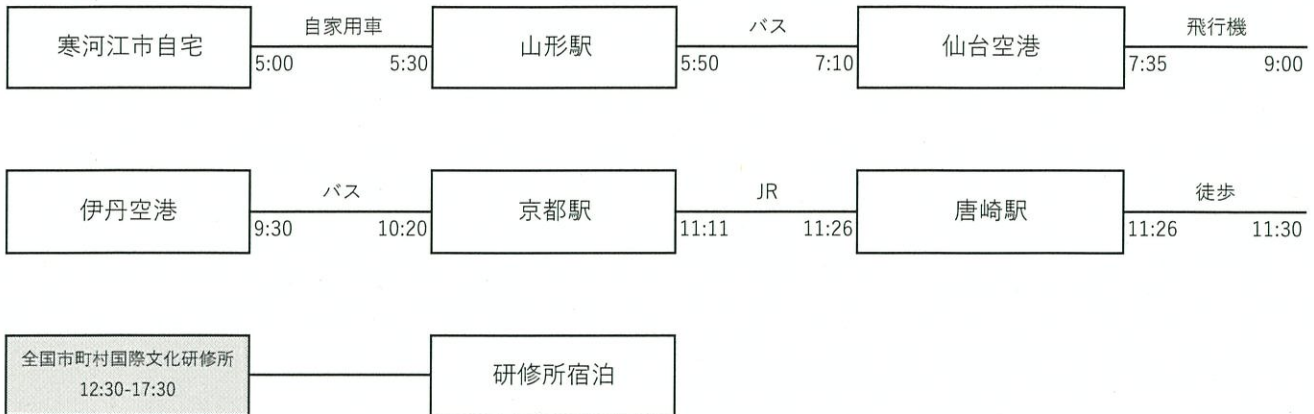 寒河江市自宅
自家用車
5:00 5:30
山形駅
バス
5:50 7:10
仙台空港
飛行機
7:35 9:00
伊丹空港
バス
9:30 10:20
京都駅
JR
11:11 11:26
唐崎駅
徒歩
11:26 11:30
全国市町村国際文化研修所
12:30-17:30
研修所宿泊